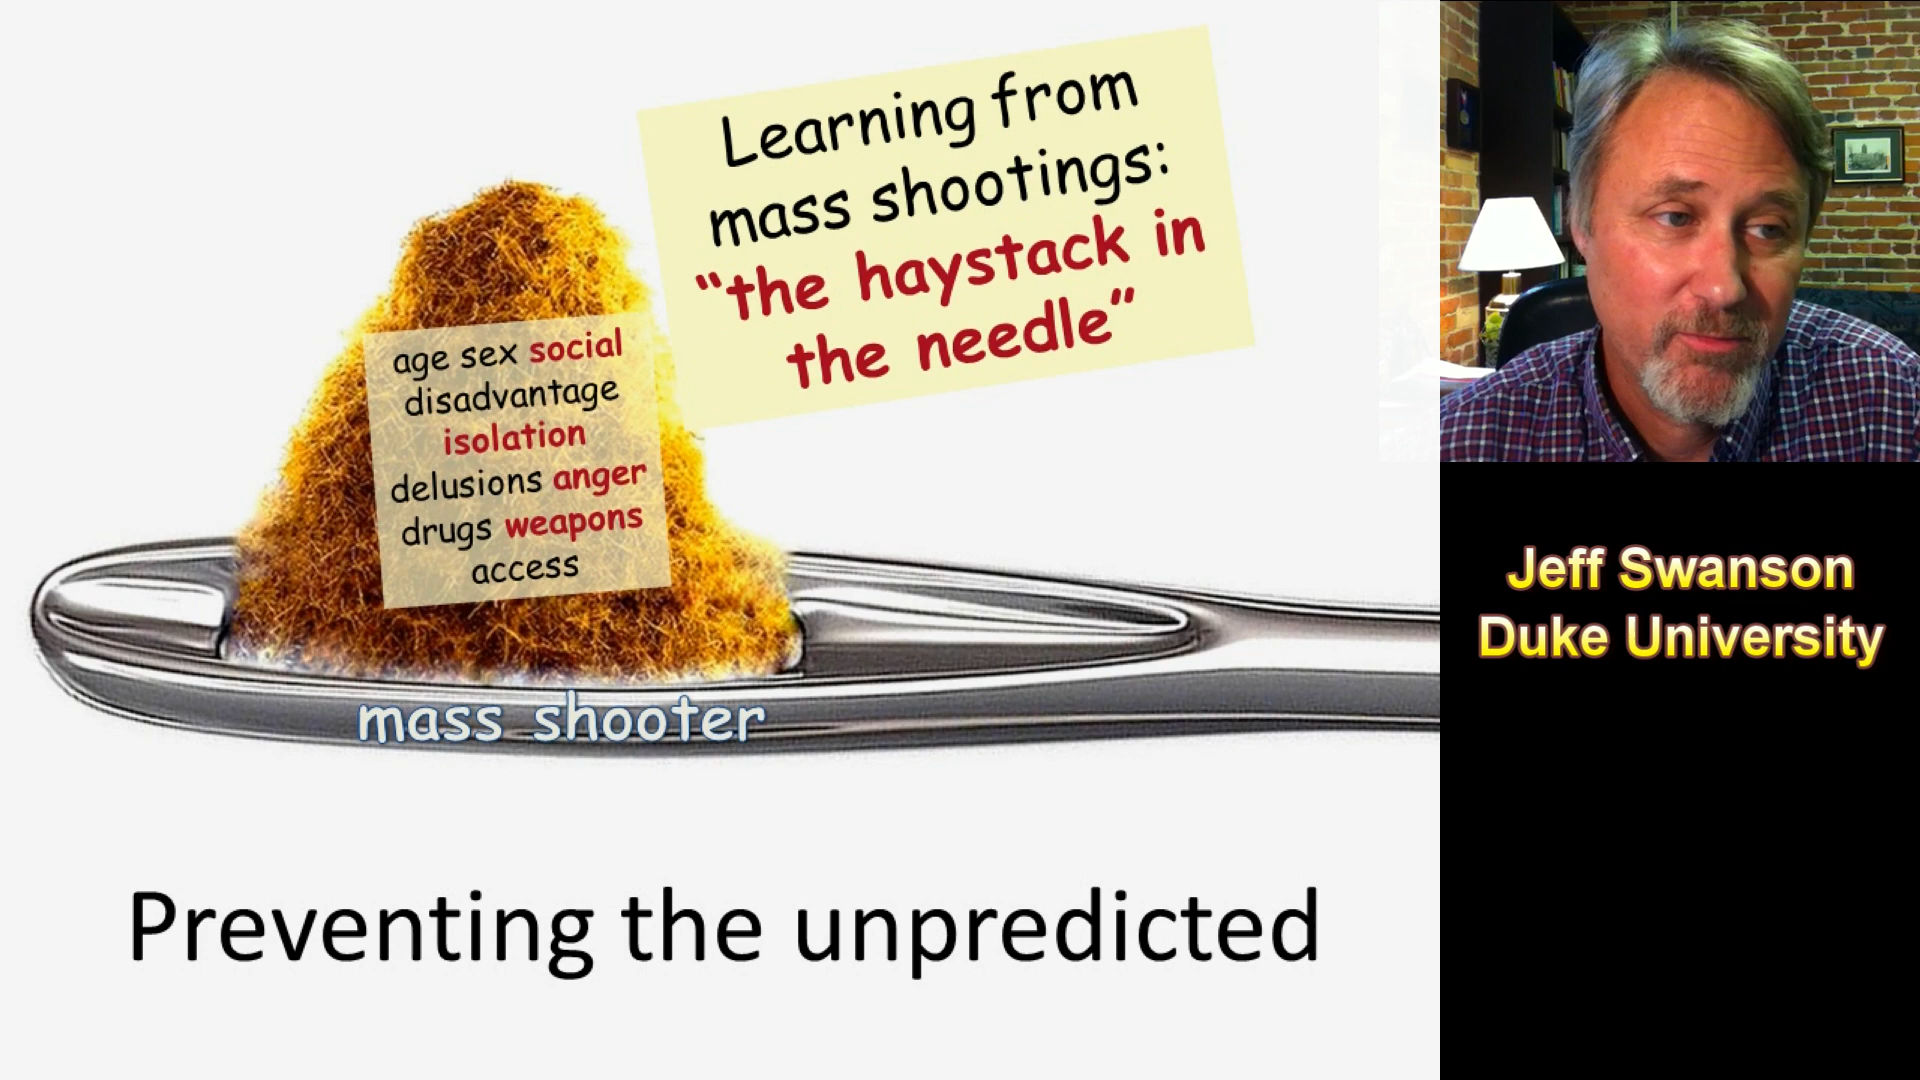 Learning from
mass shootings:
“the haystack in
the needle”
age sex social
disadvantage
isolation
delusions anger
drugs weapons
access
mass shooter
Preventing the unpredicted
Jeff Swanson
Duke University